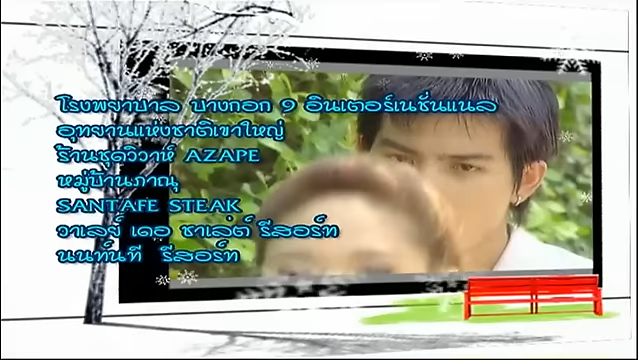 โรงพยาบาล บางกอก 9 อินเตอร์เนชั่นแนล
อุทยานแห่งชาติเขาใหญ่
ร้านชุดวิวาห์ AZAPE
หมู่บ้านภาณุ
SANTAFE STEAK
วาเลย์ เดอ ชาเลต์ รีสอร์ท
นนท์นที รีสอร์ท